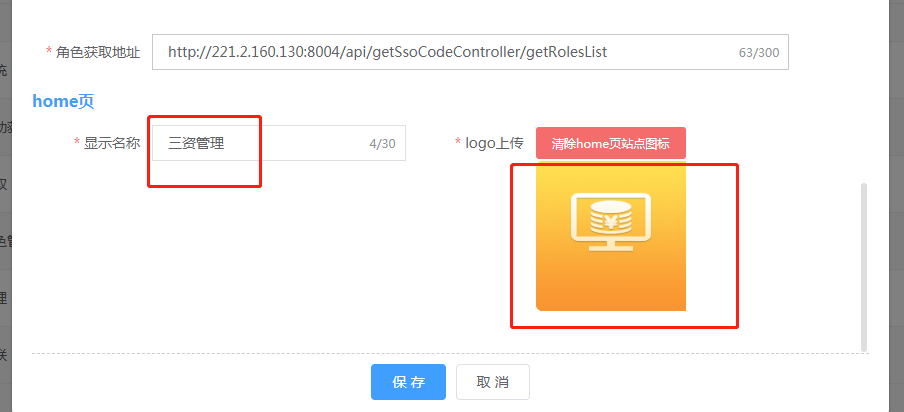 * 角色获取地址 http://221.2.160.130:8004/api/getSsoCodeController/getRolesList 63/300
home页
* 显示名称 三资管理 4/30 * logo上传 清除home页站点图标
¥
保存 取消